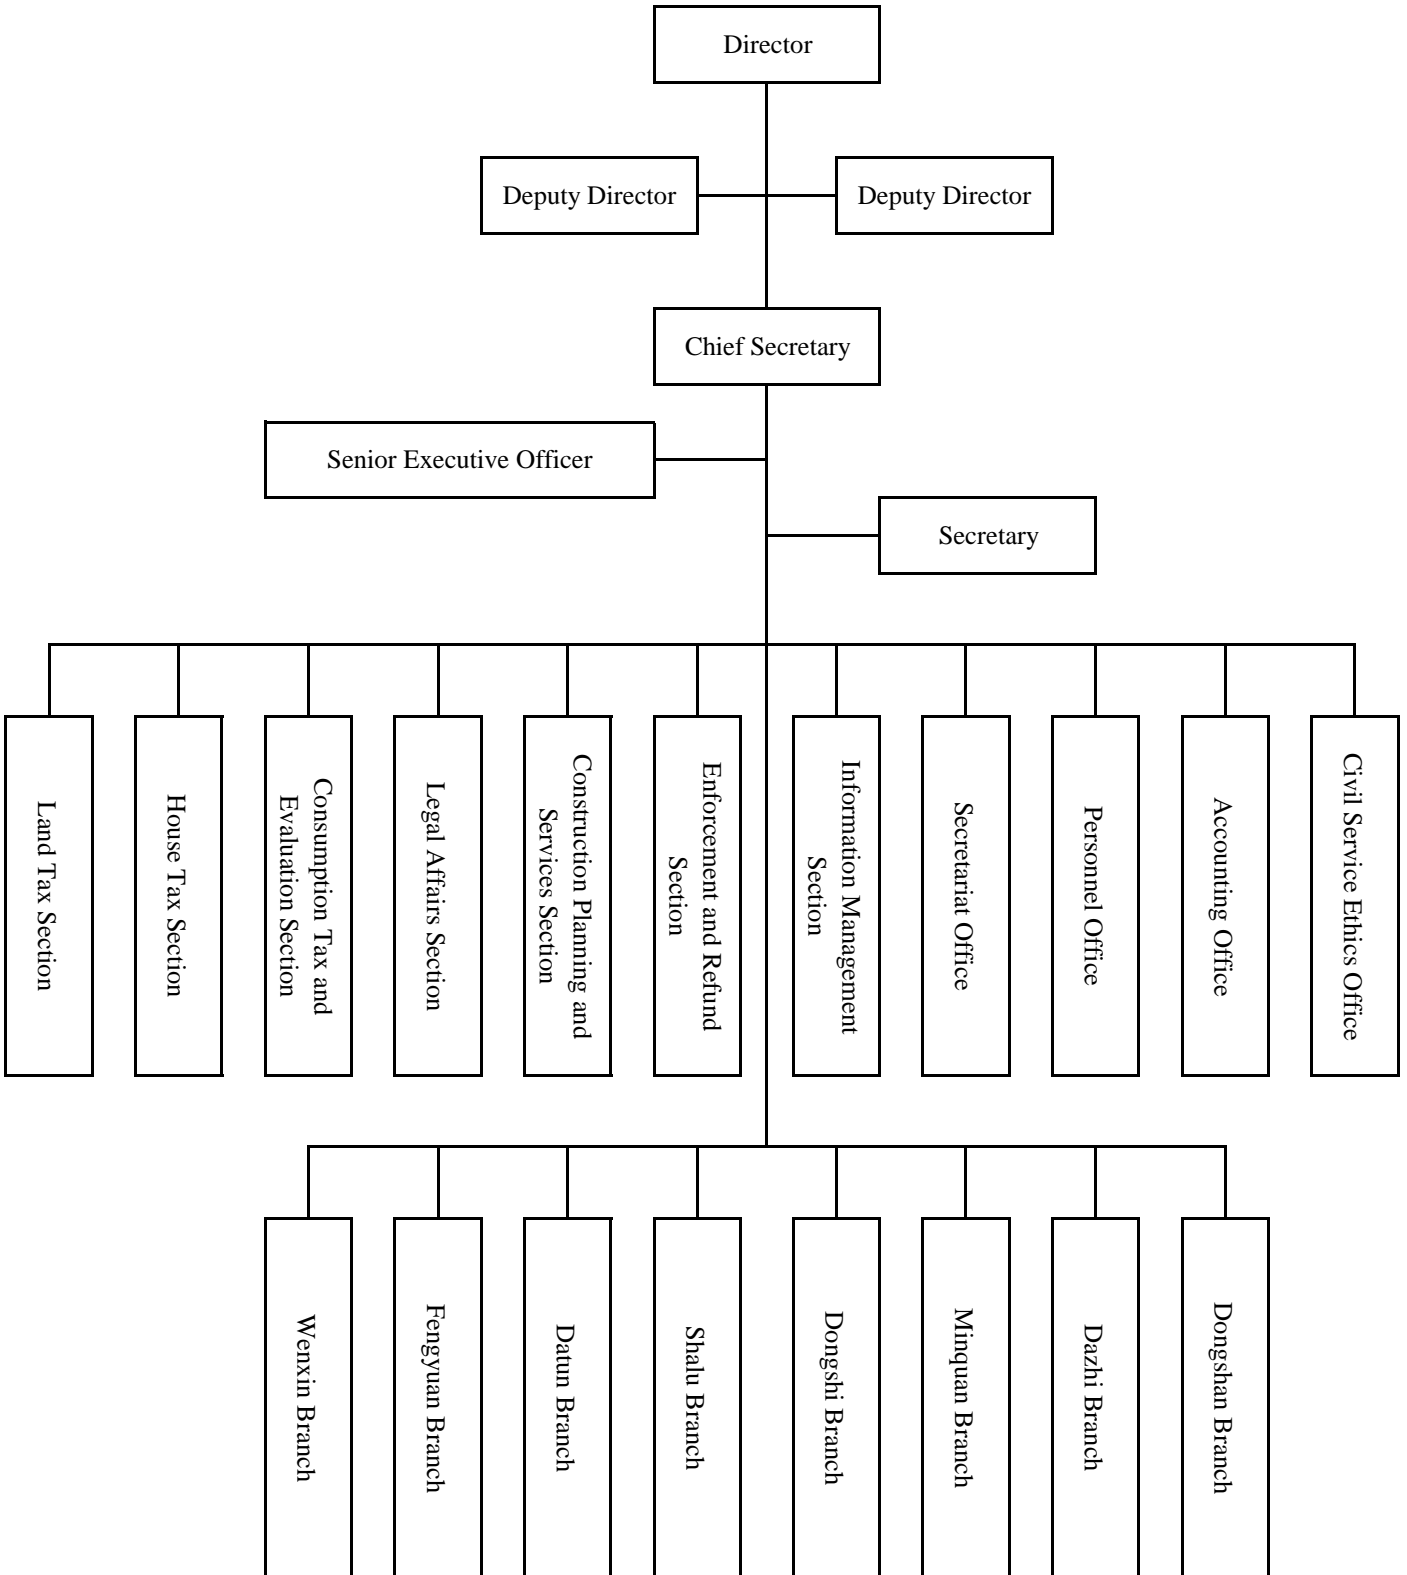 Director
Deputy Director
Deputy Director
Chief Secretary
Senior Executive Officer
Secretary
Land Tax Section
House Tax Section
Consumption Tax and
Evaluation Section
Legal Affairs Section
Construction Planning and
Services Section
Enforcement and Refund
Section
Information Management
Section
Secretariat Office
Personnel Office
Accounting Office
Civil Service Ethics Office
Wenxin Branch
Fengyuan Branch
Datun Branch
Shalu Branch
Dongshi Branch
Minquan Branch
Dazhi Branch
Dongshan Branch